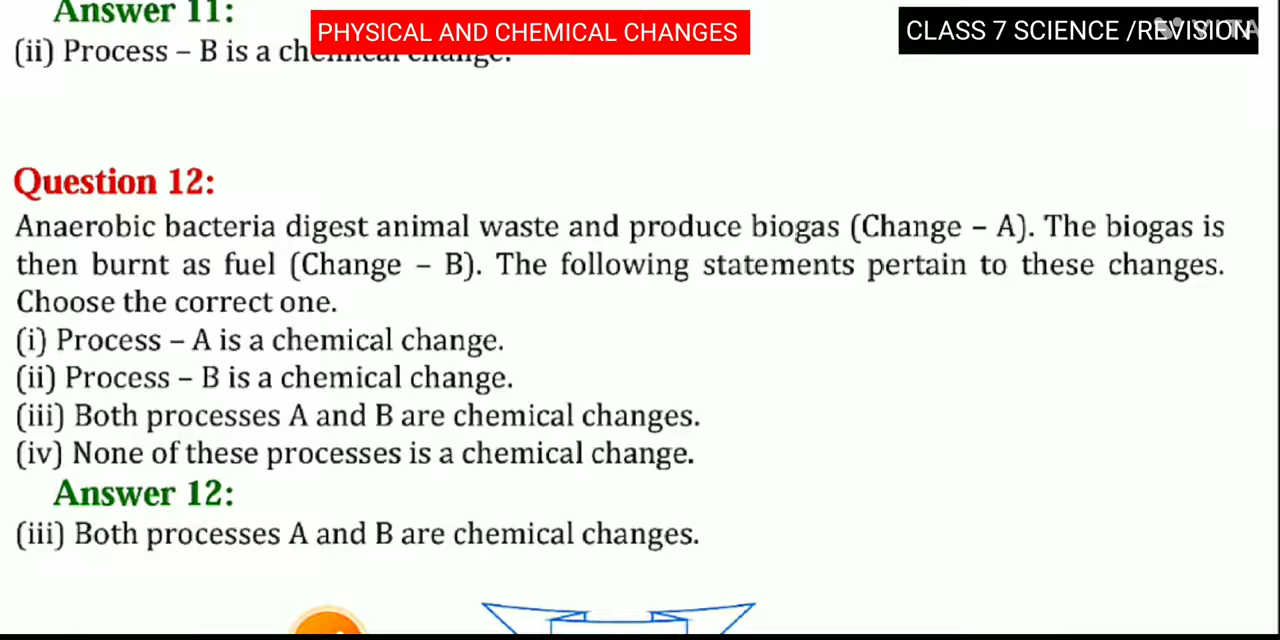 Answer 11:
PHYSICAL AND CHEMICAL CHANGES
CLASS 7 SCIENCE /REVISION
(ii) Process – B is a chemical change.
Question 12:
Anaerobic bacteria digest animal waste and produce biogas (Change – A). The biogas is
then burnt as fuel (Change – B). The following statements pertain to these changes.
Choose the correct one.
(i) Process – A is a chemical change.
(ii) Process – B is a chemical change.
(iii) Both processes A and B are chemical changes.
(iv) None of these processes is a chemical change.
Answer 12:
(iii) Both processes A and B are chemical changes.